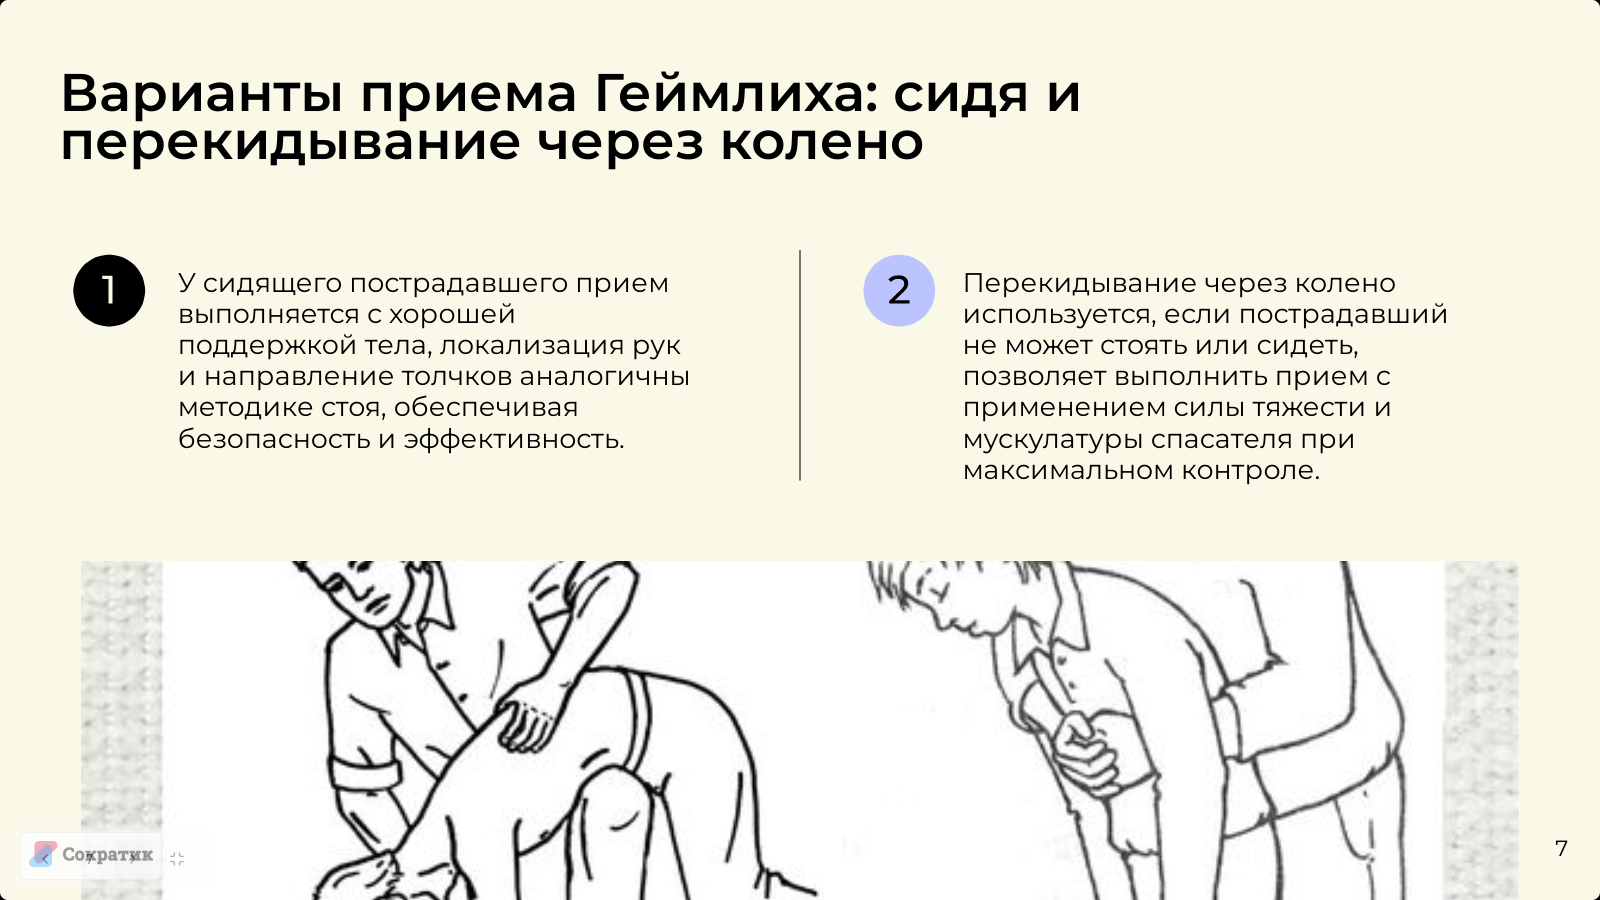 Варианты приема Геймлиха: сидя и
перекидывание через колено
1
У сидящего пострадавшего прием
выполняется с хорошей
поддержкой тела, локализация рук
и направление толчков аналогичны
методике стоя, обеспечивая
безопасность и эффективность.
2
Перекидывание через колено
используется, если пострадавший
не может стоять или сидеть,
позволяет выполнить прием с
применением силы тяжести и
мускулатуры спасателя при
максимальном контроле.
Сократик
7
7